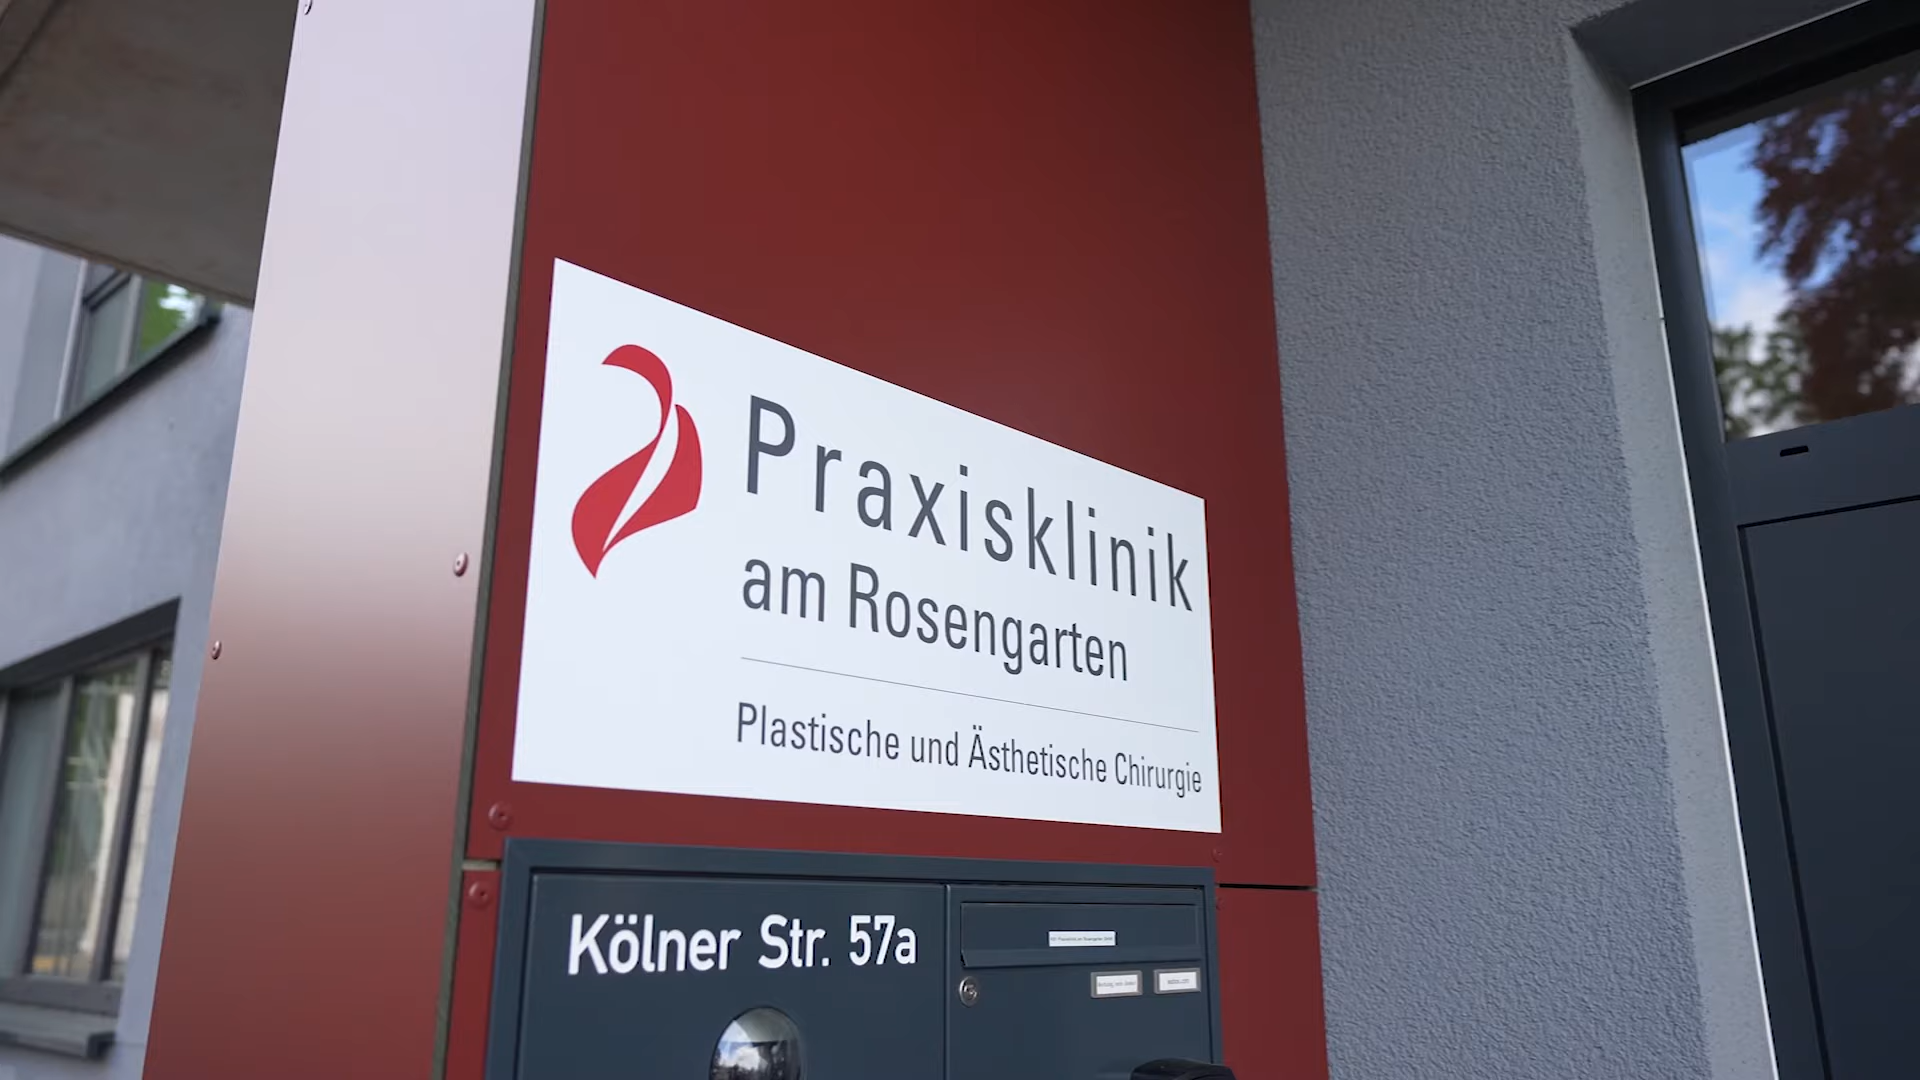 Praxisklinik
am Rosengarten
Plastische und Ästhetische Chirurgie
Kölner Str. 57a